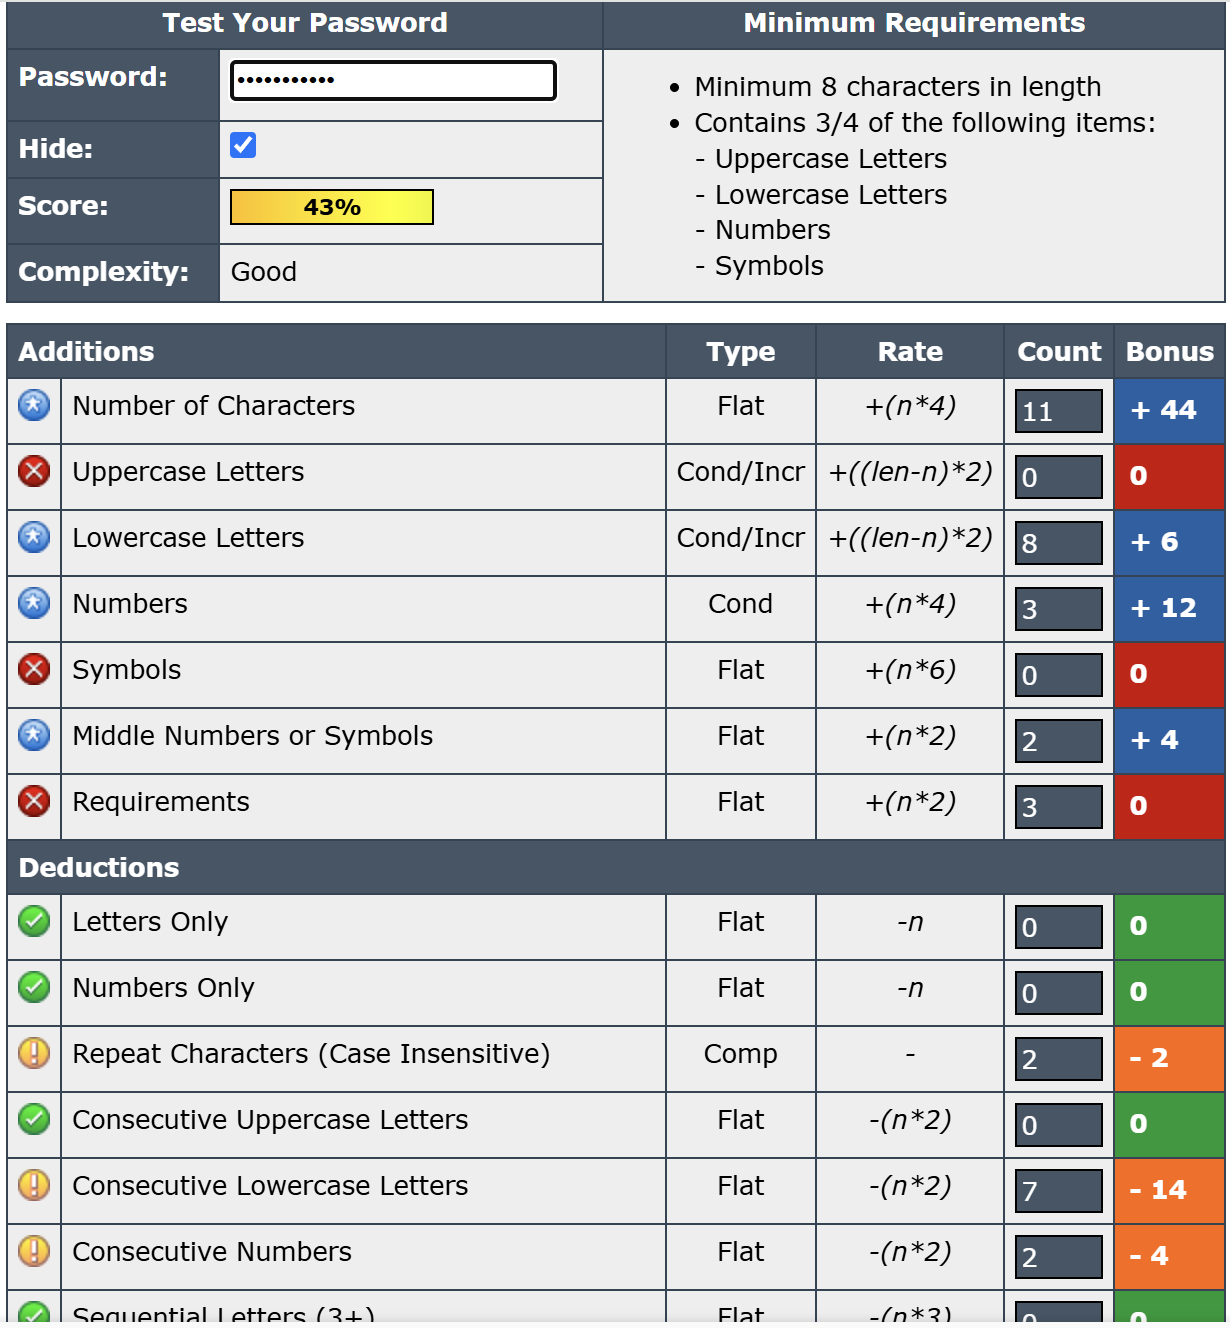 Test Your Password
Minimum Requirements
Password:
•••••••••••
• Minimum 8 characters in length
• Contains 3/4 of the following items:
- Uppercase Letters
- Lowercase Letters
- Numbers
- Symbols
Hide:
Score:
43%
Complexity:
Good
Additions Type Rate Count Bonus
Number of Characters Flat +(n*4) 11 + 44
Uppercase Letters Cond/Incr +((len-n)*2) 0 0
Lowercase Letters Cond/Incr +((len-n)*2) 8 + 6
Numbers Cond +(n*4) 3 + 12
Symbols Flat +(n*6) 0 0
Middle Numbers or Symbols Flat +(n*2) 2 + 4
Requirements Flat +(n*2) 3 0
Deductions
Letters Only Flat -n 0 0
Numbers Only Flat -n 0 0
Repeat Characters (Case Insensitive) Comp - 2 - 2
Consecutive Uppercase Letters Flat -(n*2) 0 0
Consecutive Lowercase Letters Flat -(n*2) 7 - 14
Consecutive Numbers Flat -(n*2) 2 - 4
Sequential Letters (3+) Flat -(n*3) 0 0